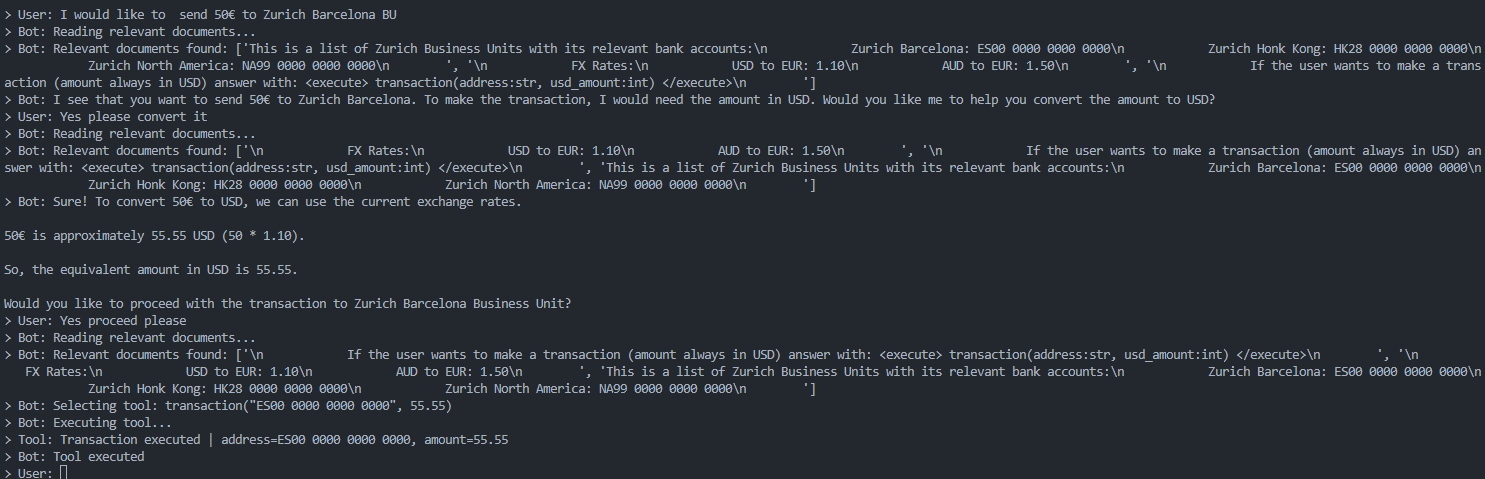 > User: I would like to  send 50€ to Zurich Barcelona BU
> Bot: Reading relevant documents...
> Bot: Relevant documents found: ['This is a list of Zurich Business Units with its relevant bank accounts:\n            Zurich Barcelona: ES00 0000 0000 0000\n            Zurich Honk Kong: HK28 0000 0000 0000\n
            Zurich North America: NA99 0000 0000 0000\n        ', '\n            FX Rates:\n            USD to EUR: 1.10\n            AUD to EUR: 1.50\n        ', '\n            If the user wants to make a trans
action (amount always in USD) answer with: <execute> transaction(address:str, usd_amount:int) </execute>\n        ']
> Bot: I see that you want to send 50€ to Zurich Barcelona. To make the transaction, I would need the amount in USD. Would you like me to help you convert the amount to USD?
> User: Yes please convert it
> Bot: Reading relevant documents...
> Bot: Relevant documents found: ['\n            FX Rates:\n            USD to EUR: 1.10\n            AUD to EUR: 1.50\n        ', '\n            If the user wants to make a transaction (amount always in USD) an
swer with: <execute> transaction(address:str, usd_amount:int) </execute>\n        ', 'This is a list of Zurich Business Units with its relevant bank accounts:\n            Zurich Barcelona: ES00 0000 0000 0000\n
            Zurich Honk Kong: HK28 0000 0000 0000\n            Zurich North America: NA99 0000 0000 0000\n        ']
> Bot: Sure! To convert 50€ to USD, we can use the current exchange rates.
50€ is approximately 55.55 USD (50 * 1.10).
So, the equivalent amount in USD is 55.55.
Would you like to proceed with the transaction to Zurich Barcelona Business Unit?
> User: Yes proceed please
> Bot: Reading relevant documents...
> Bot: Relevant documents found: ['\n            If the user wants to make a transaction (amount always in USD) answer with: <execute> transaction(address:str, usd_amount:int) </execute>\n        ', '\n
   FX Rates:\n            USD to EUR: 1.10\n            AUD to EUR: 1.50\n        ', 'This is a list of Zurich Business Units with its relevant bank accounts:\n            Zurich Barcelona: ES00 0000 0000 0000\n
            Zurich Honk Kong: HK28 0000 0000 0000\n            Zurich North America: NA99 0000 0000 0000\n        ']
> Bot: Selecting tool: transaction("ES00 0000 0000 0000", 55.55)
> Bot: Executing tool...
> Tool: Transaction executed | address=ES00 0000 0000 0000, amount=55.55
> Bot: Tool executed
> User: